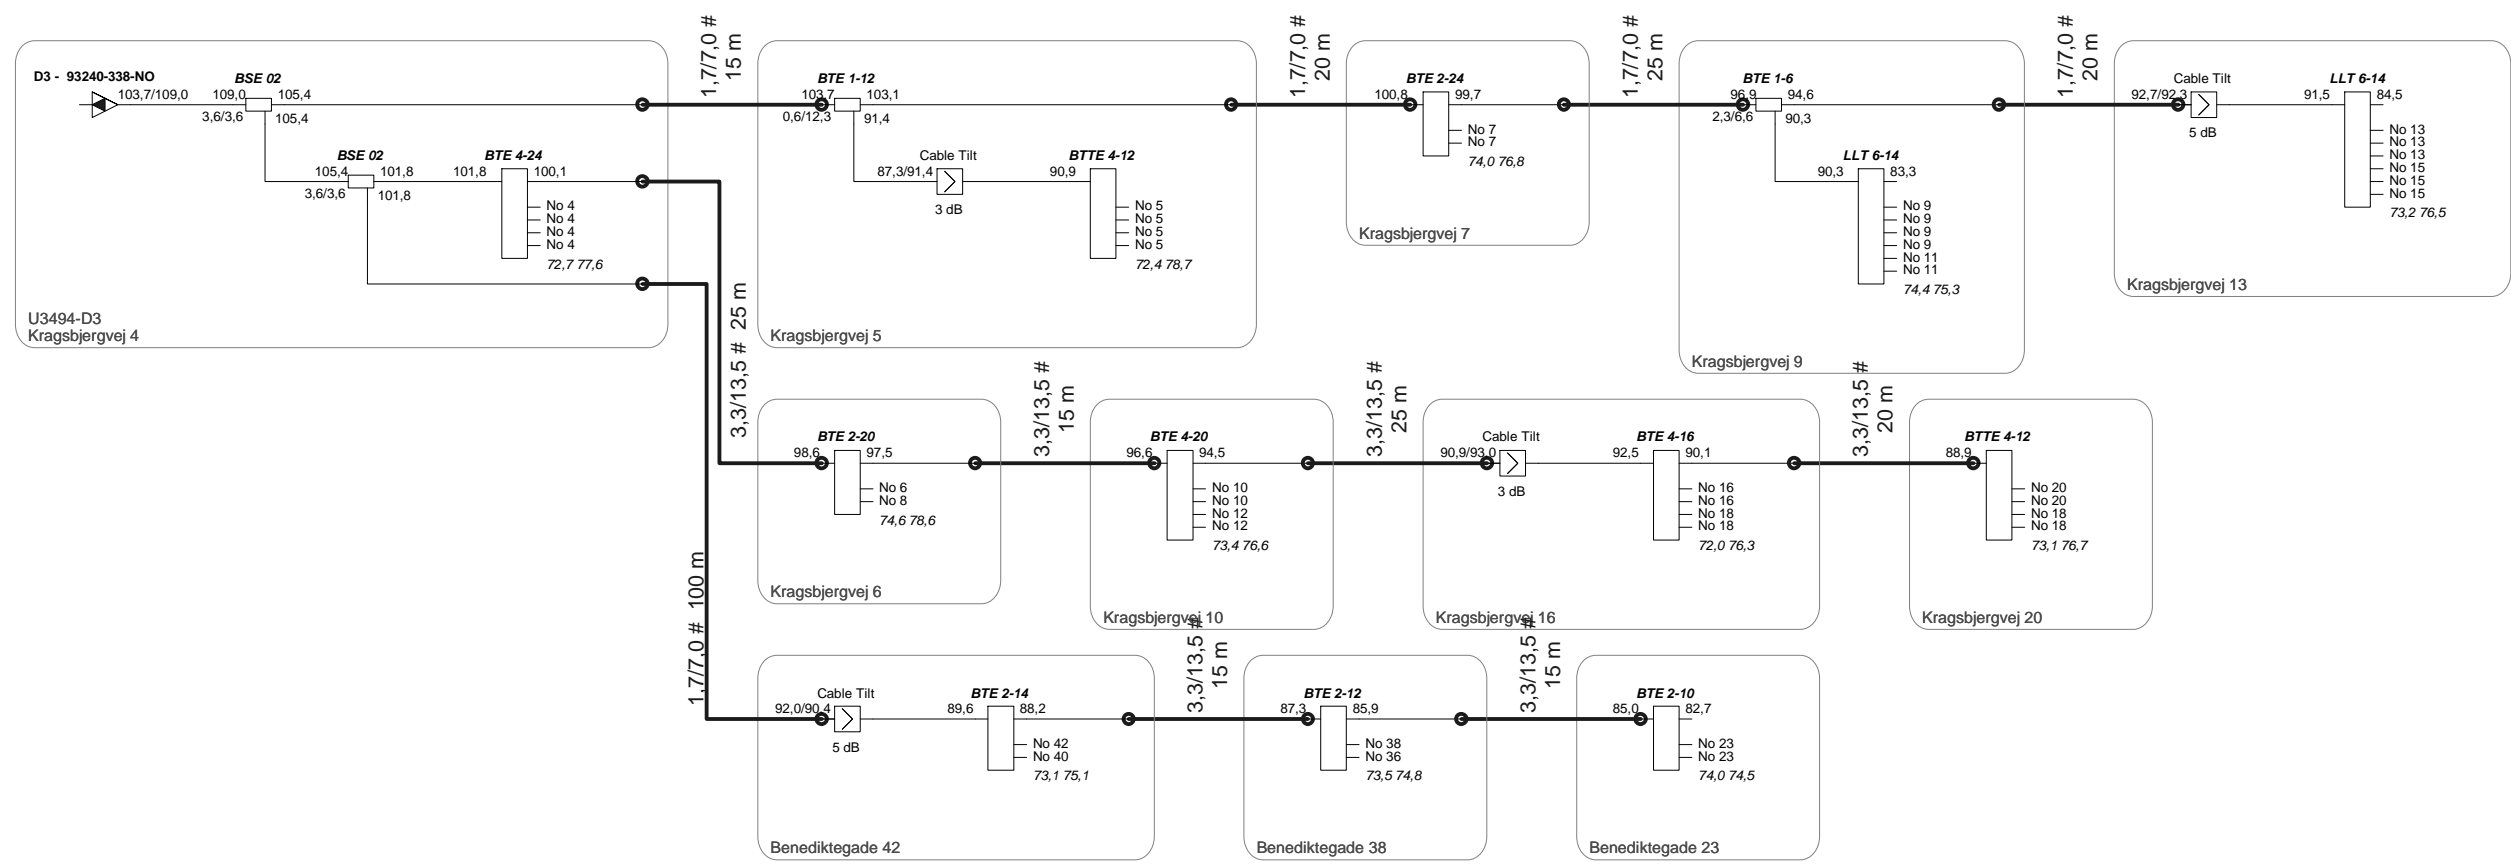 D3 - 93240-338-NO
103,7/109,0
BSE 02
109,0
105,4
3,6/3,6
105,4
BSE 02
105,4
101,8
3,6/3,6
101,8
BTE 4-24
101,8
100,1
No 4
No 4
No 4
No 4
72,7 77,6
U3494-D3
Kragsbjergvej 4
1,7/7,0 #
15 m
BTE 1-12
103,7
103,1
0,6/12,3
91,4
Cable Tilt
87,3/91,4
3 dB
BTTE 4-12
90,9
No 5
No 5
No 5
No 5
72,4 78,7
Kragsbjergvej 5
1,7/7,0 #
20 m
BTE 2-24
100,8
99,7
No 7
No 7
74,0 76,8
Kragsbjergvej 7
1,7/7,0 #
25 m
BTE 1-6
96,9
94,6
2,3/6,6
90,3
LLT 6-14
90,3
83,3
No 9
No 9
No 9
No 9
No 11
No 11
74,4 75,3
Kragsbjergvej 9
1,7/7,0 #
20 m
Cable Tilt
92,7/92,3
5 dB
LLT 6-14
91,5
84,5
No 13
No 13
No 13
No 15
No 15
No 15
73,2 76,5
Kragsbjergvej 13
3,3/13,5 # 25 m
BTE 2-20
98,6
97,5
No 6
No 8
74,6 78,6
Kragsbjergvej 6
3,3/13,5 #
15 m
BTE 4-20
96,6
94,5
No 10
No 10
No 12
No 12
73,4 76,6
Kragsbjergvej 10
3,3/13,5 #
25 m
Cable Tilt
90,9/93,0
3 dB
BTE 4-16
92,5
90,1
No 16
No 16
No 18
No 18
72,0 76,3
Kragsbjergvej 16
3,3/13,5 #
20 m
BTTE 4-12
88,9
No 20
No 20
No 18
No 18
73,1 76,7
Kragsbjergvej 20
1,7/7,0 # 100 m
Cable Tilt
92,0/90,4
5 dB
BTE 2-14
89,6
88,2
No 42
No 40
73,1 75,1
Benediktegade 42
3,3/13,5 #
15 m
BTE 2-12
87,3
85,9
No 38
No 36
73,5 74,8
Benediktegade 38
3,3/13,5 #
15 m
BTE 2-10
85,0
82,7
No 23
No 23
74,0 74,5
Benediktegade 23